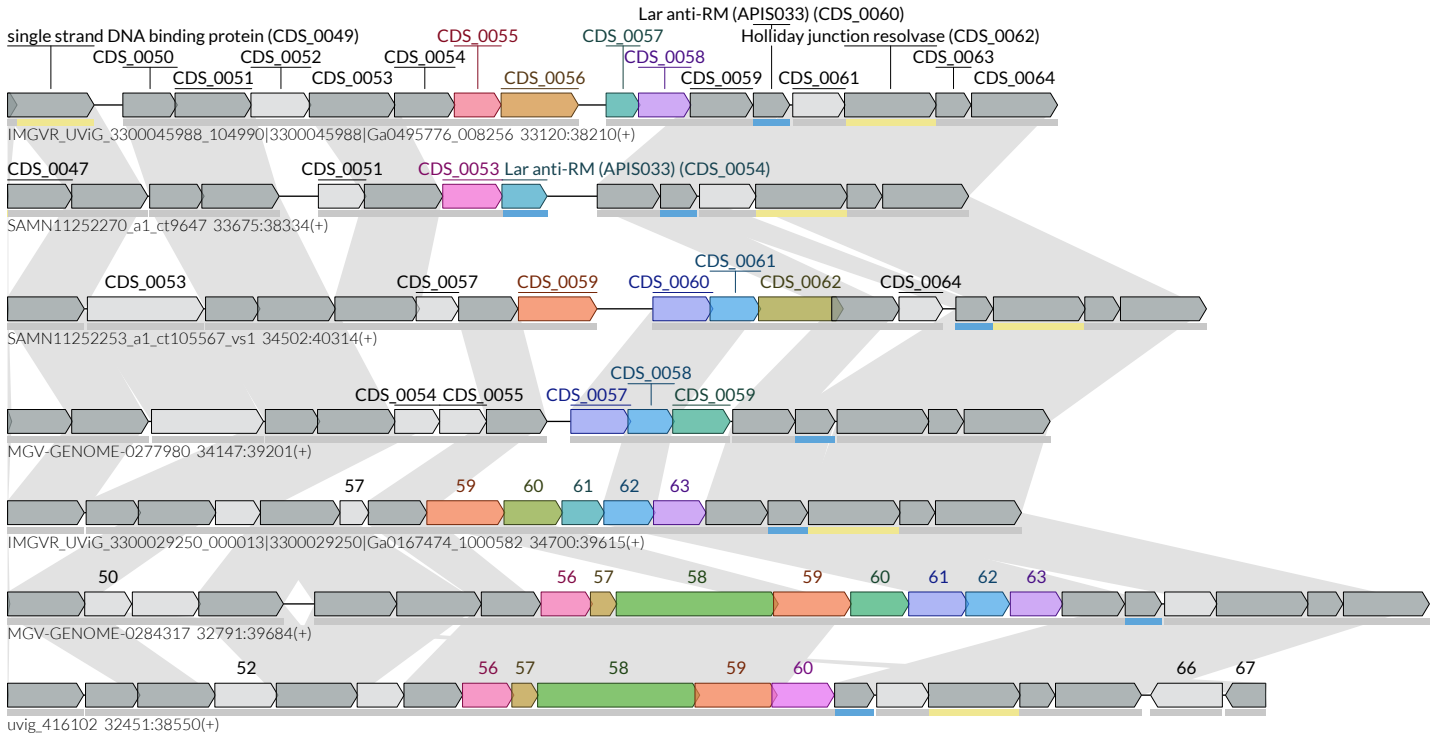 Lar anti-RM (APIS033) (CDS_0060)
single strand DNA binding protein (CDS_0049) CDS_0055 CDS_0057 Holliday junction resolvase (CDS_0062)
CDS_0050 CDS_0052 CDS_0054 CDS_0058 CDS_0063
CDS_0051 CDS_0053 CDS_0056 CDS_0059 CDS_0061 CDS_0064
IMGVR_UViG_3300045988_104990|3300045988|Ga0495776_008256 33120:38210(+)
CDS_0047 CDS_0051 CDS_0053 Lar anti-RM (APIS033) (CDS_0054)
SAMN11252270_a1_ct9647 33675:38334(+)
CDS_0061
CDS_0053 CDS_0057 CDS_0059 CDS_0060 CDS_0062 CDS_0064
SAMN11252253_a1_ct105567_vs1 34502:40314(+)
CDS_0058
CDS_0054 CDS_0055 CDS_0057 CDS_0059
MGV-GENOME-0277980 34147:39201(+)
57 59 60 61 62 63
IMGVR_UViG_3300029250_000013|3300029250|Ga0167474_1000582 34700:39615(+)
50 56 57 58 59 60 61 62 63
MGV-GENOME-0284317 32791:39684(+)
52 56 57 58 59 60 66 67
uvig_416102 32451:38550(+)